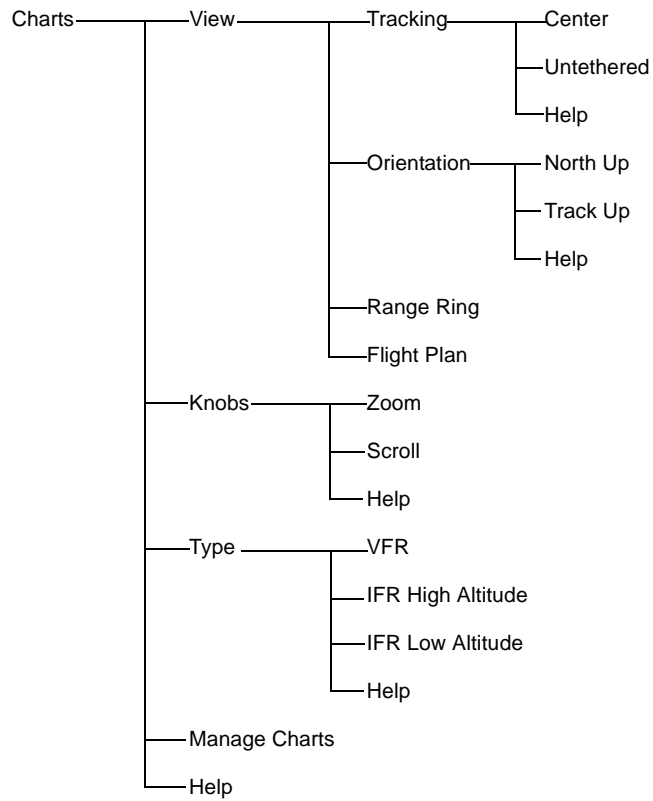 Charts View Tracking Center
Untethered
Help
Orientation North Up
Track Up
Help
Range Ring
Flight Plan
Knobs Zoom
Scroll
Help
Type VFR
IFR High Altitude
IFR Low Altitude
Help
Manage Charts
Help